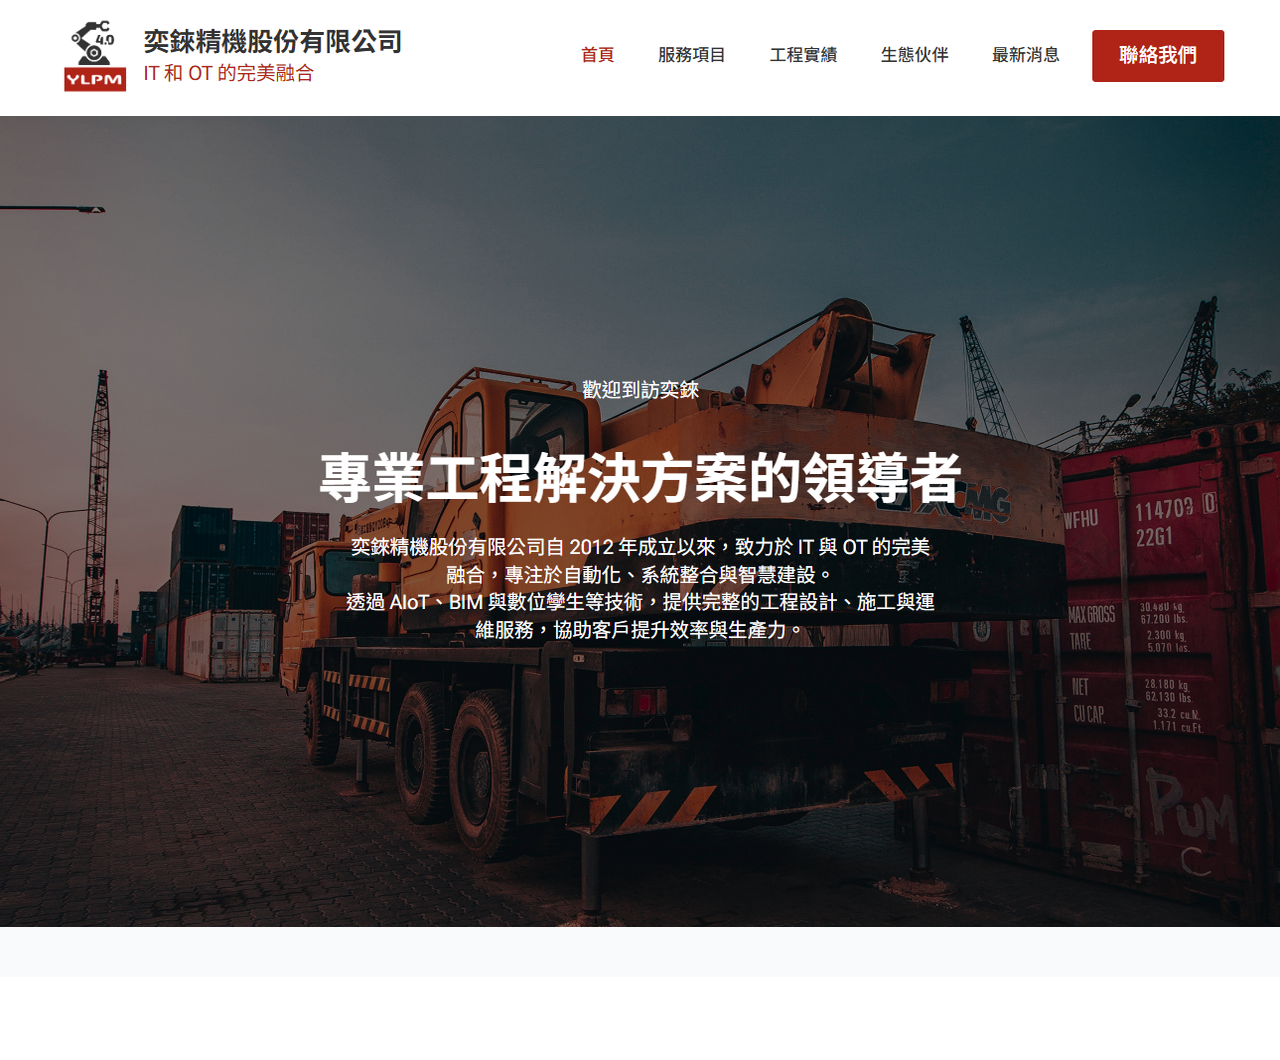 C
4.0
YLPM
奕錸精機股份有限公司
IT 和 OT 的完美融合
首頁
服務項目
工程實績
生態伙伴
最新消息
聯絡我們
歡迎到訪奕錸
專業工程解決方案的領導者
奕錸精機股份有限公司自 2012 年成立以來，致力於 IT 與 OT 的完美
融合，專注於自動化、系統整合與智慧建設。
透過 AIoT、BIM 與數位孿生等技術，提供完整的工程設計、施工與運
維服務，協助客戶提升效率與生產力。
XCMG
WFHU 114703 0
22G1
MAX GROSS 30.480 kg
67.200 lbs.
TARE 2.300 kg
5.070 lbs.
NET 28.180 kg
62.130 lbs
CU CAP. 33.2 cu.M.
1.171 cu.Ft.
PUM
C